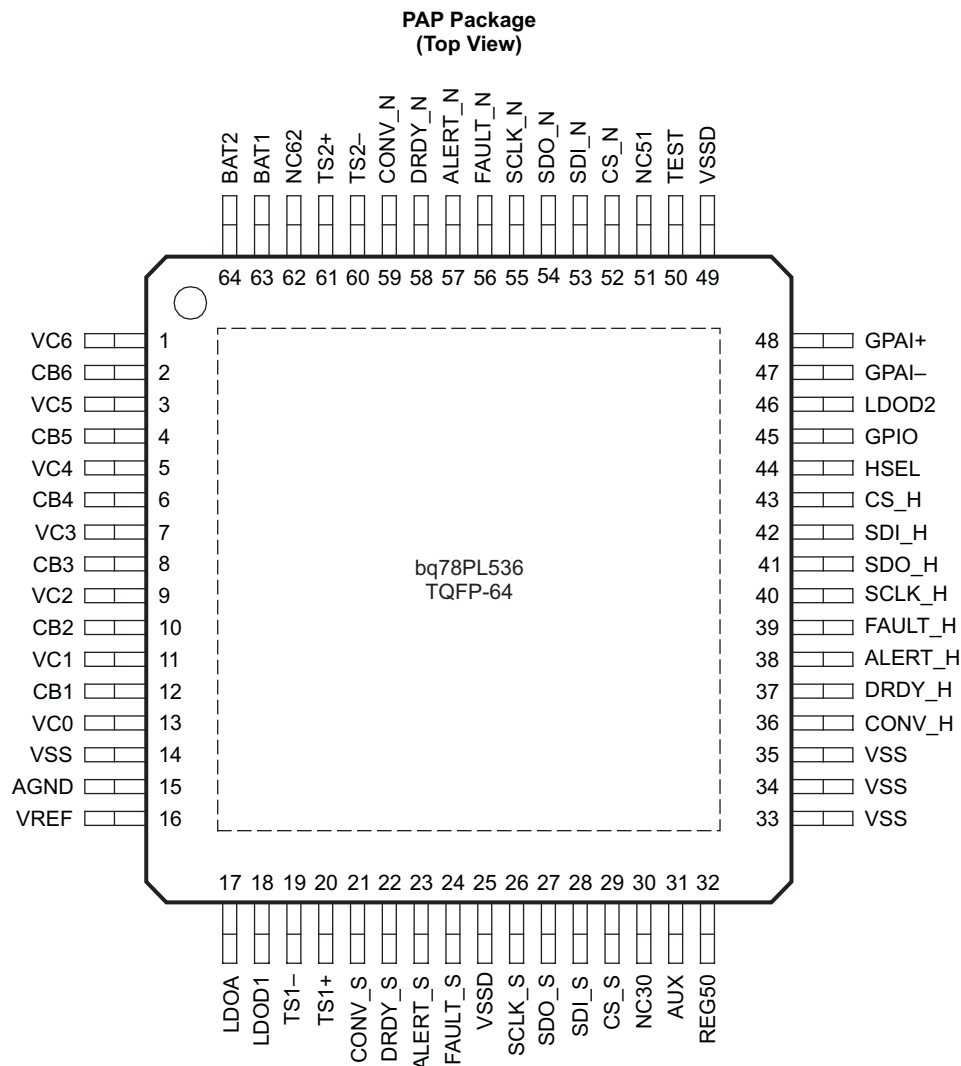 PAP Package
(Top View)
BAT2
BAT1
NC62
TS2+
TS2–
CONV_N
DRDY_N
ALERT_N
FAULT_N
SCLK_N
SDO_N
SDI_N
CS_N
NC51
TEST
VSSD
64 63 62 61 60 59 58 57 56 55 54 53 52 51 50 49
VC6 1
CB6 2
VC5 3
CB5 4
VC4 5
CB4 6
VC3 7
CB3 8
VC2 9
CB2 10
VC1 11
CB1 12
VC0 13
VSS 14
AGND 15
VREF 16
bq78PL536
TQFP-64
48 GPAI+
47 GPAI–
46 LDOD2
45 GPIO
44 HSEL
43 CS_H
42 SDI_H
41 SDO_H
40 SCLK_H
39 FAULT_H
38 ALERT_H
37 DRDY_H
36 CONV_H
35 VSS
34 VSS
33 VSS
17 18 19 20 21 22 23 24 25 26 27 28 29 30 31 32
LDOA
LDOD1
TS1–
TS1+
CONV_S
DRDY_S
ALERT_S
FAULT_S
VSSD
SCLK_S
SDO_S
SDI_S
CS_S
NC30
AUX
REG50